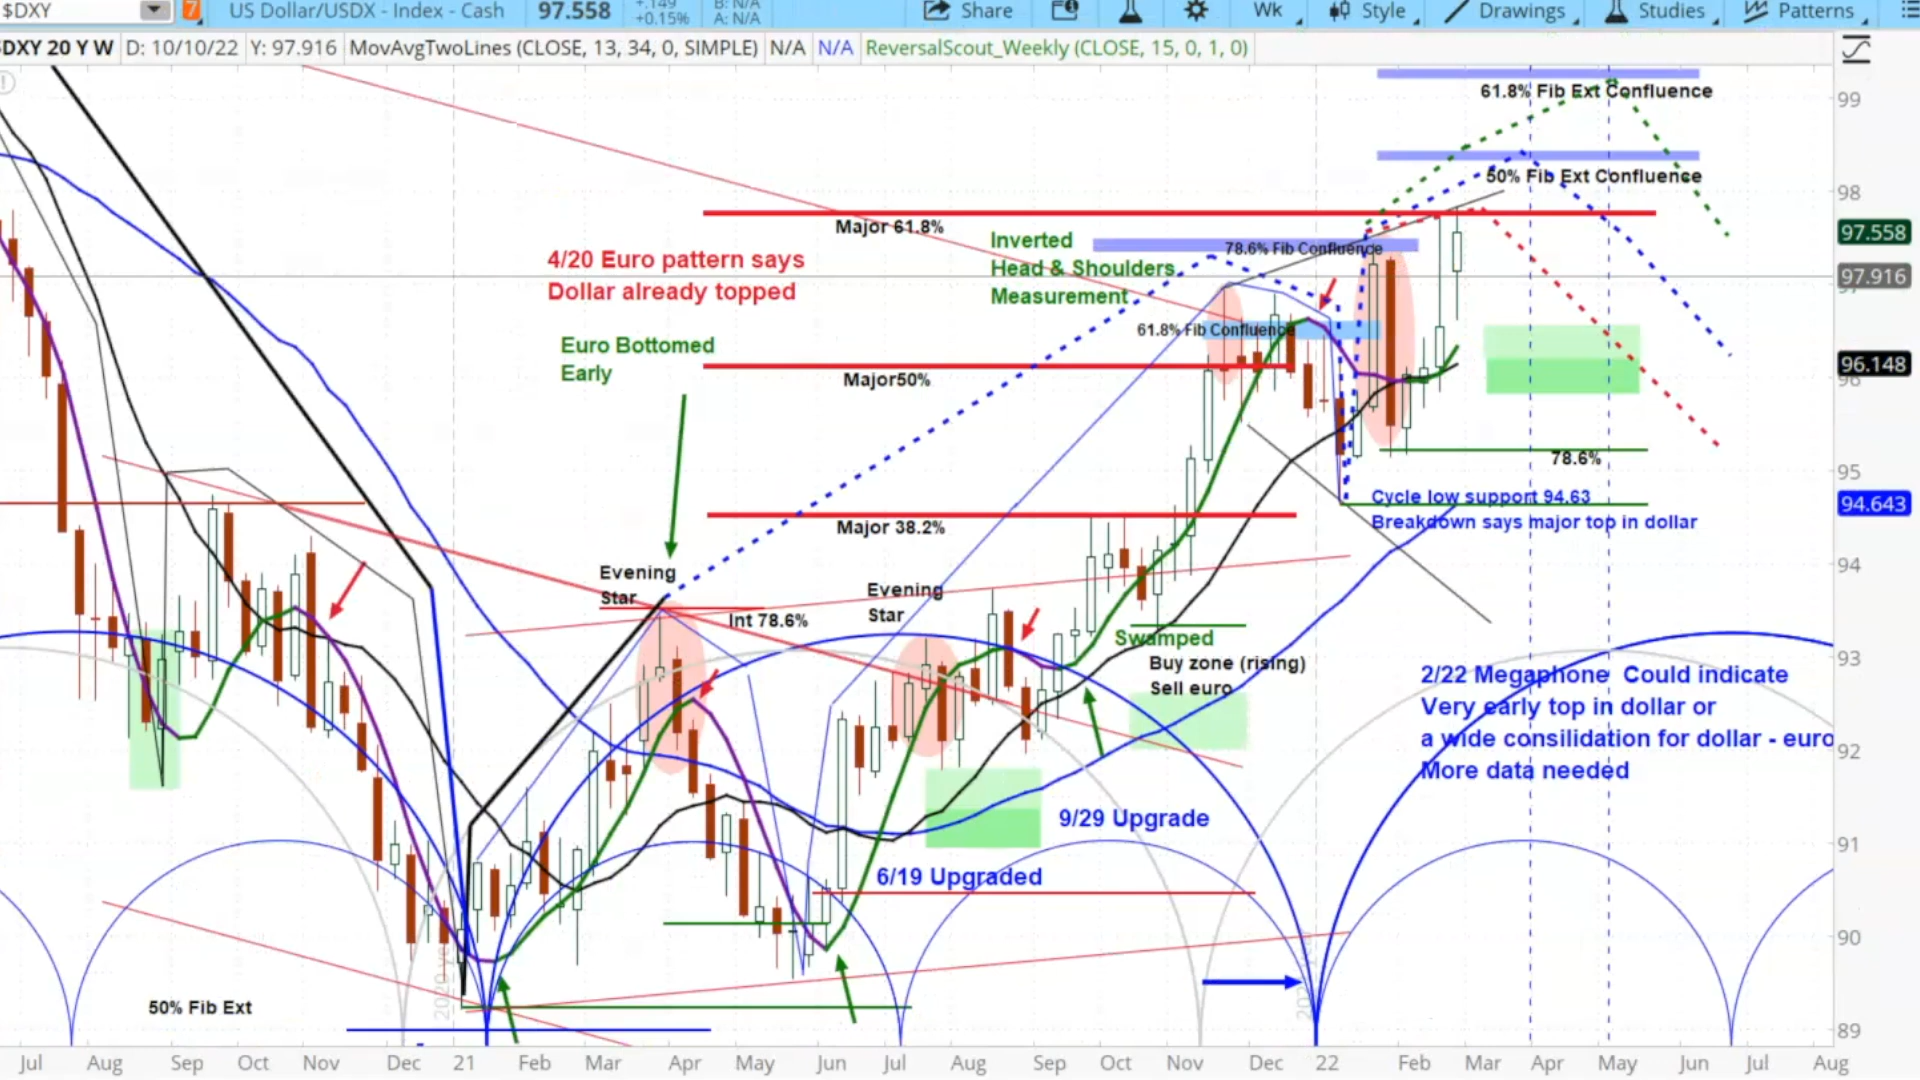 $DXY
7
US Dollar/USDX - Index - Cash
97.558
+.149
+0.15%
B: N/A
A: N/A
Share
Wk
Style
Drawings
Studies
Patterns
DXY 20 Y W
D: 10/10/22
Y: 97.916
MovAvgTwoLines (CLOSE, 13, 34, 0, SIMPLE)
N/A
N/A
ReversalScout_Weekly (CLOSE, 15, 0, 1, 0)
61.8% Fib Ext Confluence
50% Fib Ext Confluence
Major 61.8%
Inverted
Head & Shoulders
Measurement
78.6% Fib Confluence
4/20 Euro pattern says
Dollar already topped
61.8% Fib Confluence
Euro Bottomed
Early
Major50%
78.6%
Cycle low support 94.63
Breakdown says major top in dollar
Major 38.2%
Evening
Star
Int 78.6%
Evening
Star
Swamped
Buy zone (rising)
Sell euro
2/22 Megaphone Could indicate
Very early top in dollar or
a wide consilidation for dollar - euro
More data needed
9/29 Upgrade
6/19 Upgraded
50% Fib Ext
99
98
97.558
97.916
96.148
96
95
94.643
94
93
92
91
90
89
Jul
Aug
Sep
Oct
Nov
Dec
21
Feb
Mar
Apr
May
Jun
Jul
Aug
Sep
Oct
Nov
Dec
22
Feb
Mar
Apr
May
Jun
Jul
Aug